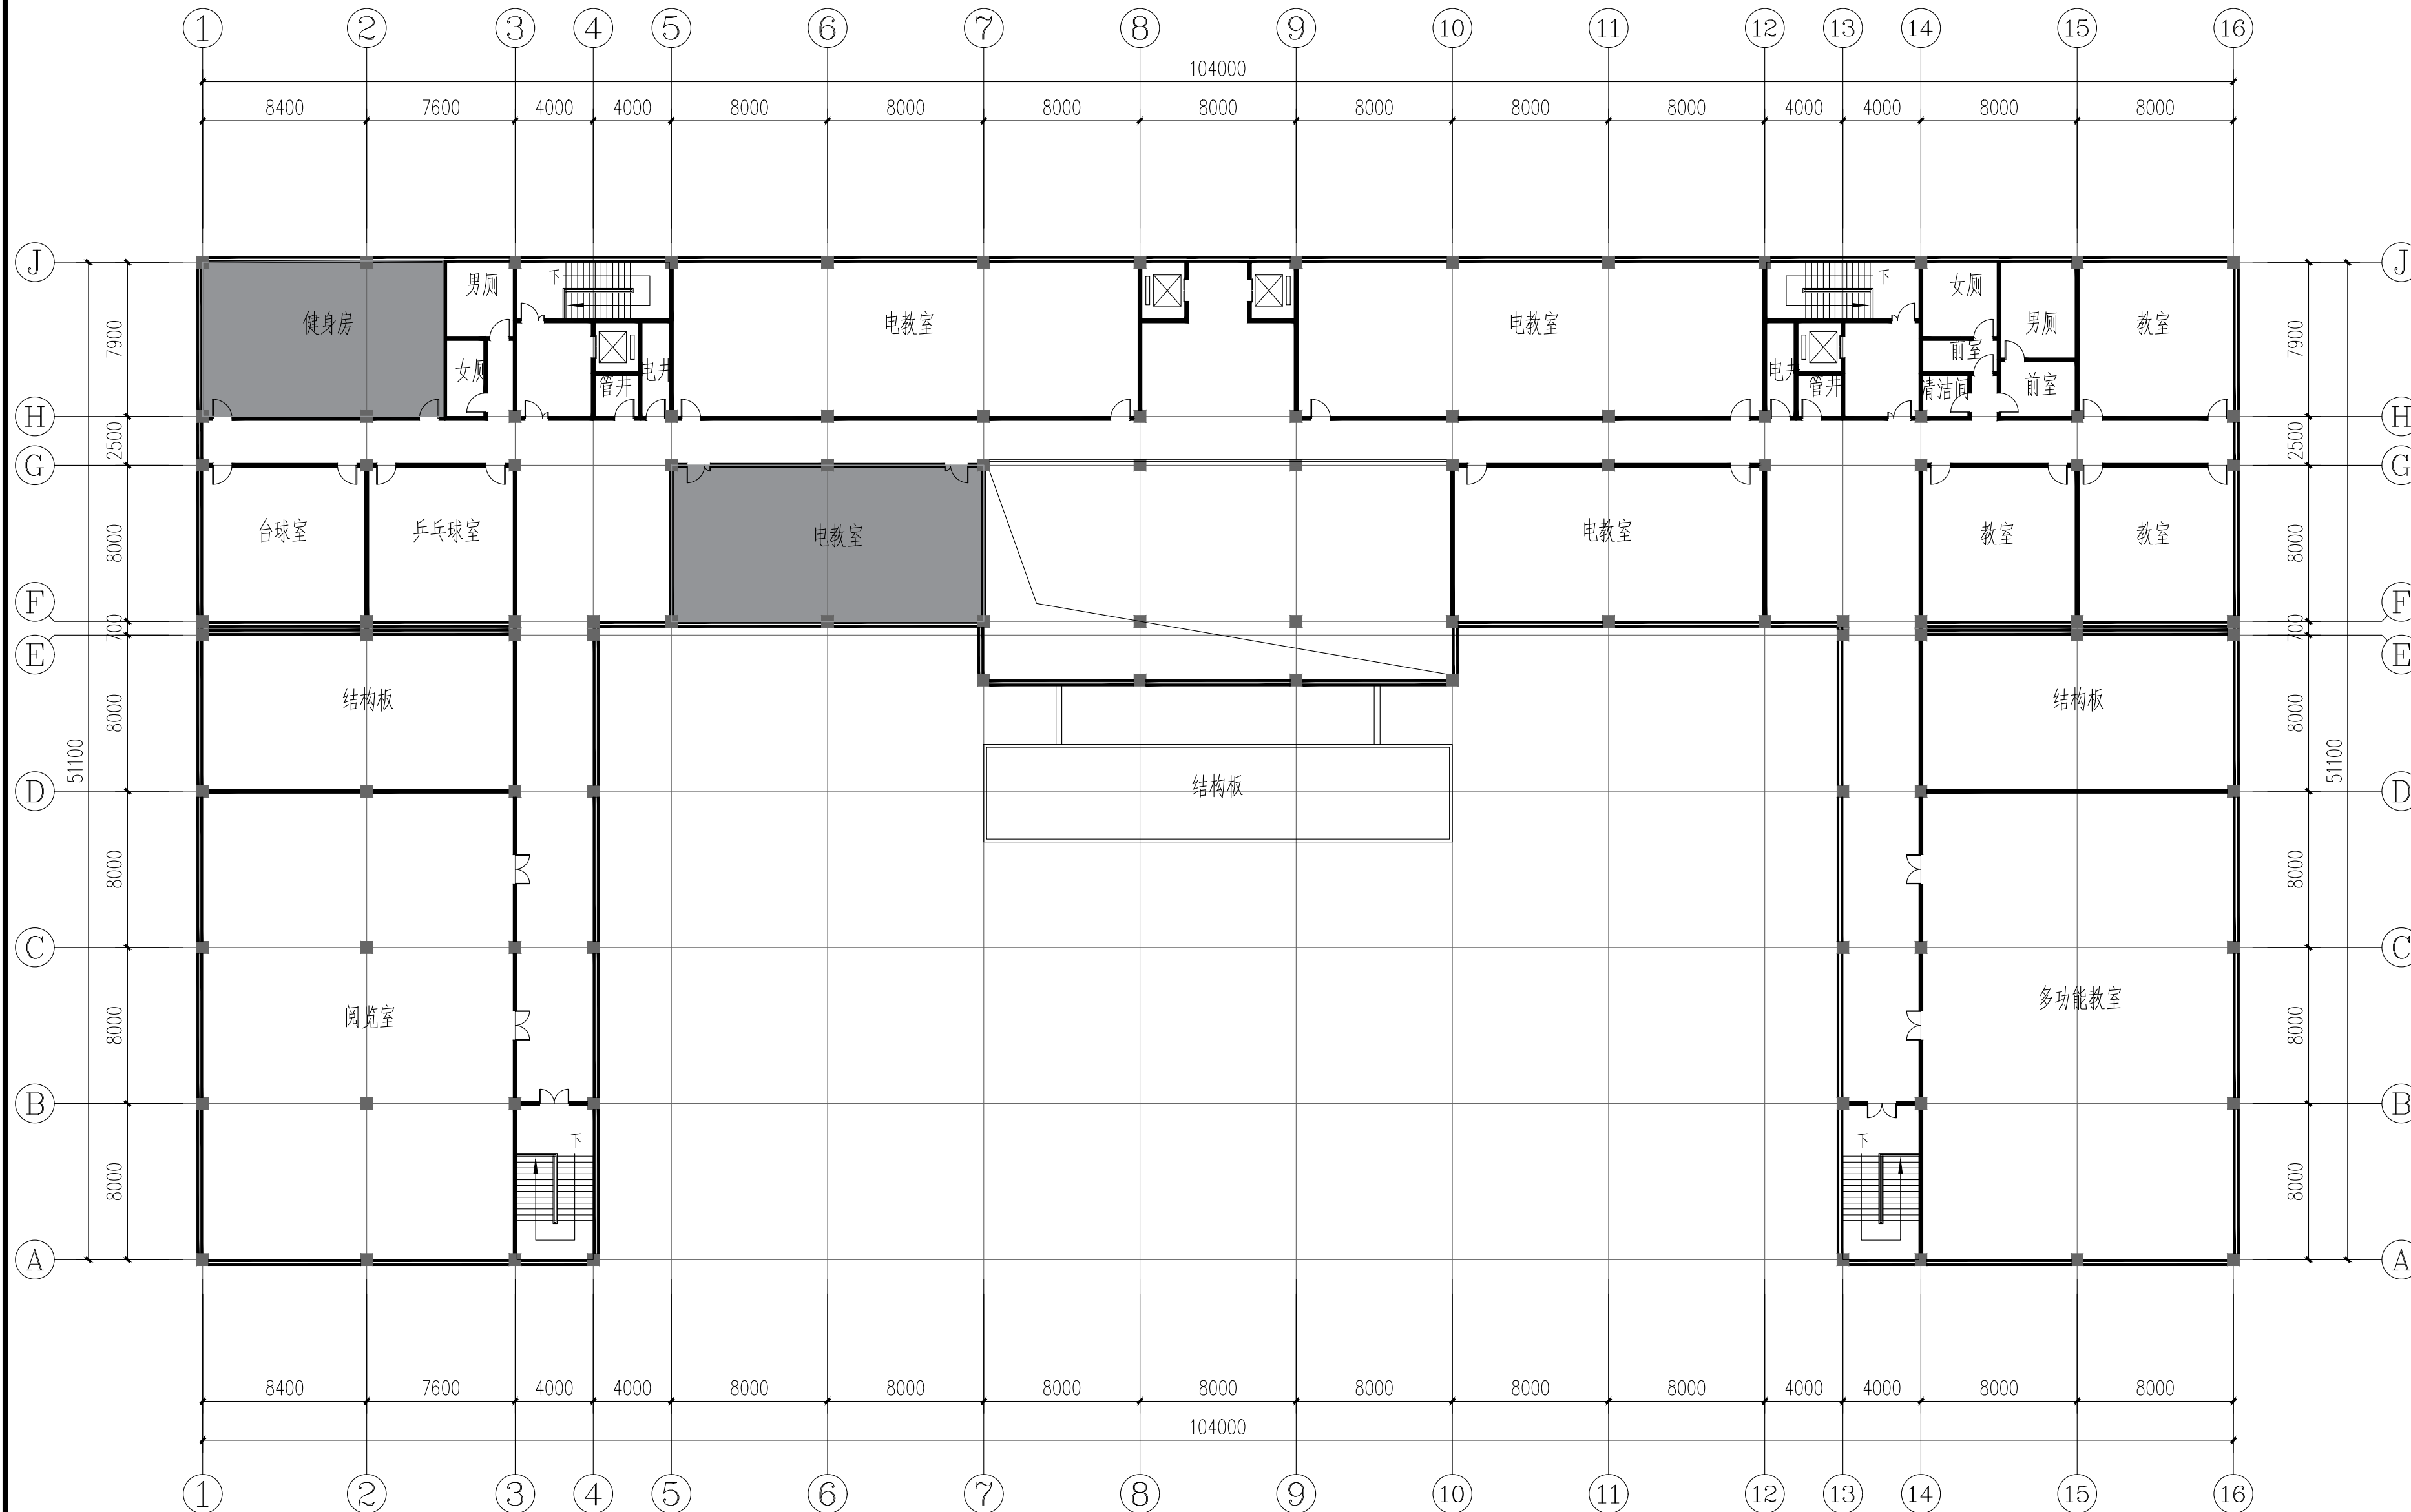 1 2 3 4 5 6 7 8 9 10 11 12 13 14 15 16
104000
8400 7600 4000 4000 8000 8000 8000 8000 8000 8000 8000 4000 4000 8000 8000
J J
男厕 下 下 女厕
7900 健身房 电教室 电教室 男厕 教室 7900
女厕 管井 电井 电井 管井 前室 清洁间 前室
H H
2500 2500
G G
8000 台球室 乒乓球室 电教室 电教室 教室 教室 8000
F F
700 700
E E
8000 结构板 结构板 8000
51100 51100
D 结构板 D
8000 8000
C C
8000 阅览室 多功能教室 8000
B B
下 下
8000 8000
A A
8400 7600 4000 4000 8000 8000 8000 8000 8000 8000 8000 4000 4000 8000 8000
104000
1 2 3 4 5 6 7 8 9 10 11 12 13 14 15 16